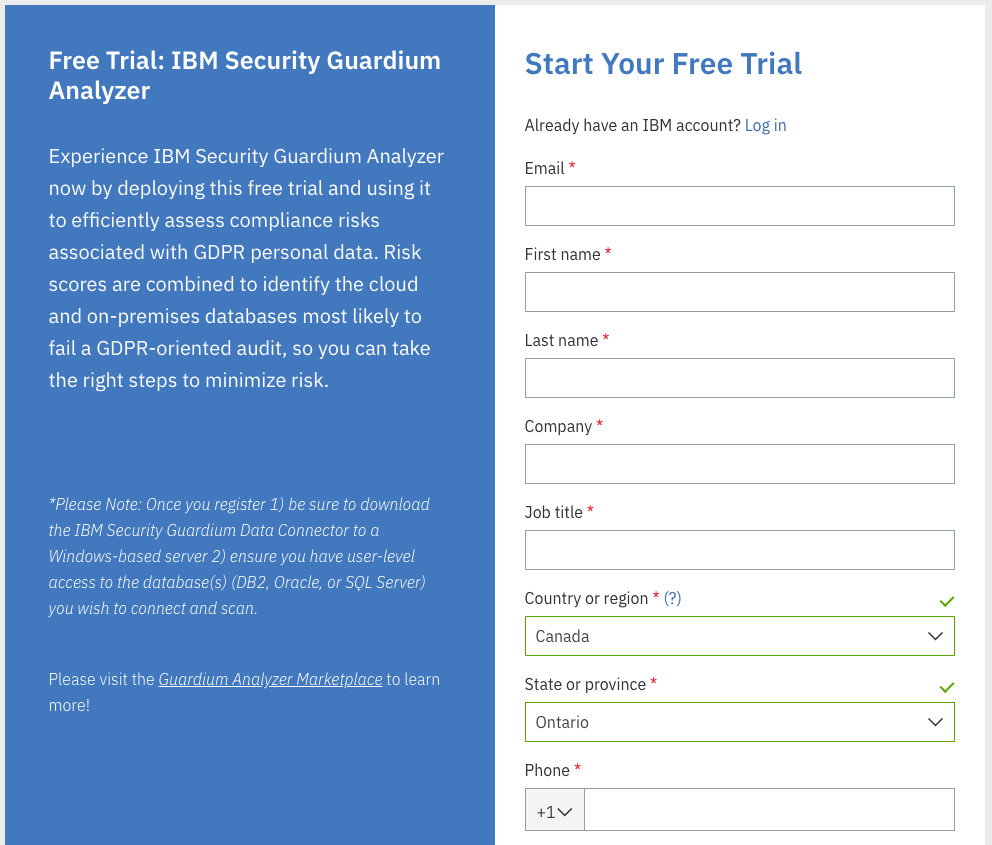 Free Trial: IBM Security Guardium
Analyzer
Experience IBM Security Guardium Analyzer
now by deploying this free trial and using it
to efficiently assess compliance risks
associated with GDPR personal data. Risk
scores are combined to identify the cloud
and on-premises databases most likely to
fail a GDPR-oriented audit, so you can take
the right steps to minimize risk.
*Please Note: Once you register 1) be sure to download
the IBM Security Guardium Data Connector to a
Windows-based server 2) ensure you have user-level
access to the database(s) (DB2, Oracle, or SQL Server)
you wish to connect and scan.
Please visit the Guardium Analyzer Marketplace to learn
more!
Start Your Free Trial
Already have an IBM account? Log in
Email *
First name *
Last name *
Company *
Job title *
Country or region * (?)
Canada
State or province *
Ontario
Phone *
+1